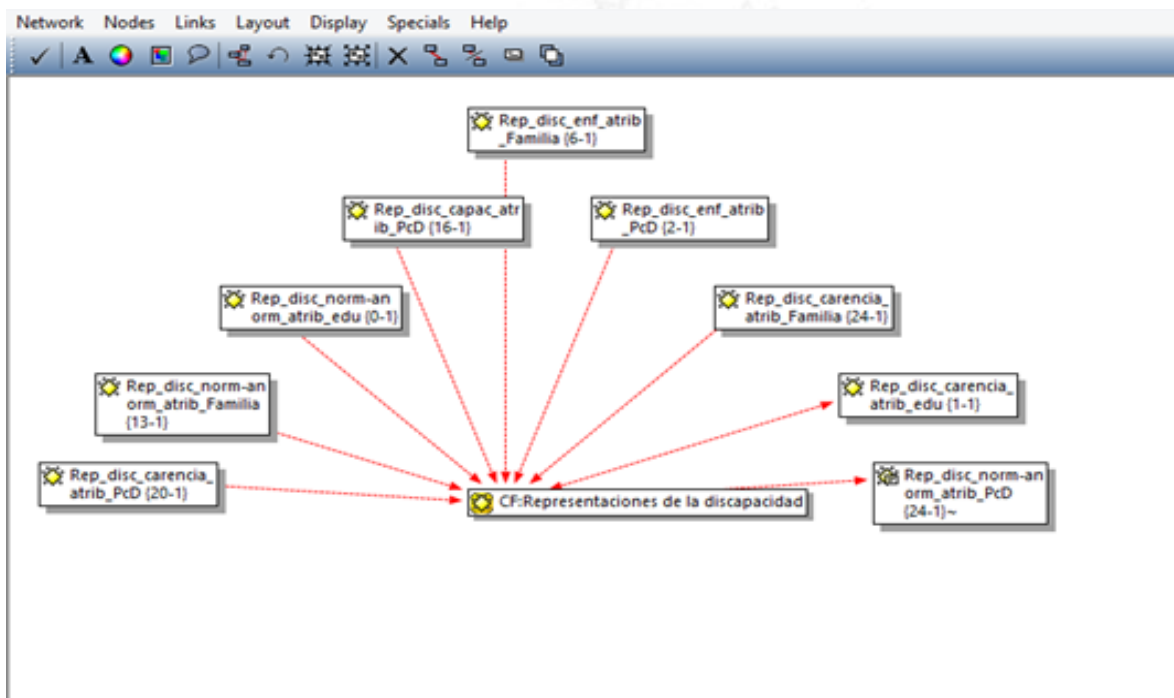 Network Nodes Links Layout Display Specials Help
A
Rep_disc_enf_atrib
_Familia {6-1}
Rep_disc_capac_atr
ib_PcD {16-1}
Rep_disc_enf_atrib
_PcD {2-1}
Rep_disc_norm-an
orm_atrib_edu {0-1}
Rep_disc_carencia_
atrib_Familia {24-1}
Rep_disc_norm-an
orm_atrib_Familia
{13-1}
Rep_disc_carencia_
atrib_edu {1-1}
Rep_disc_carencia_
atrib_PcD {20-1}
CF:Representaciones de la discapacidad
Rep_disc_norm-an
orm_atrib_PcD
{24-1}~